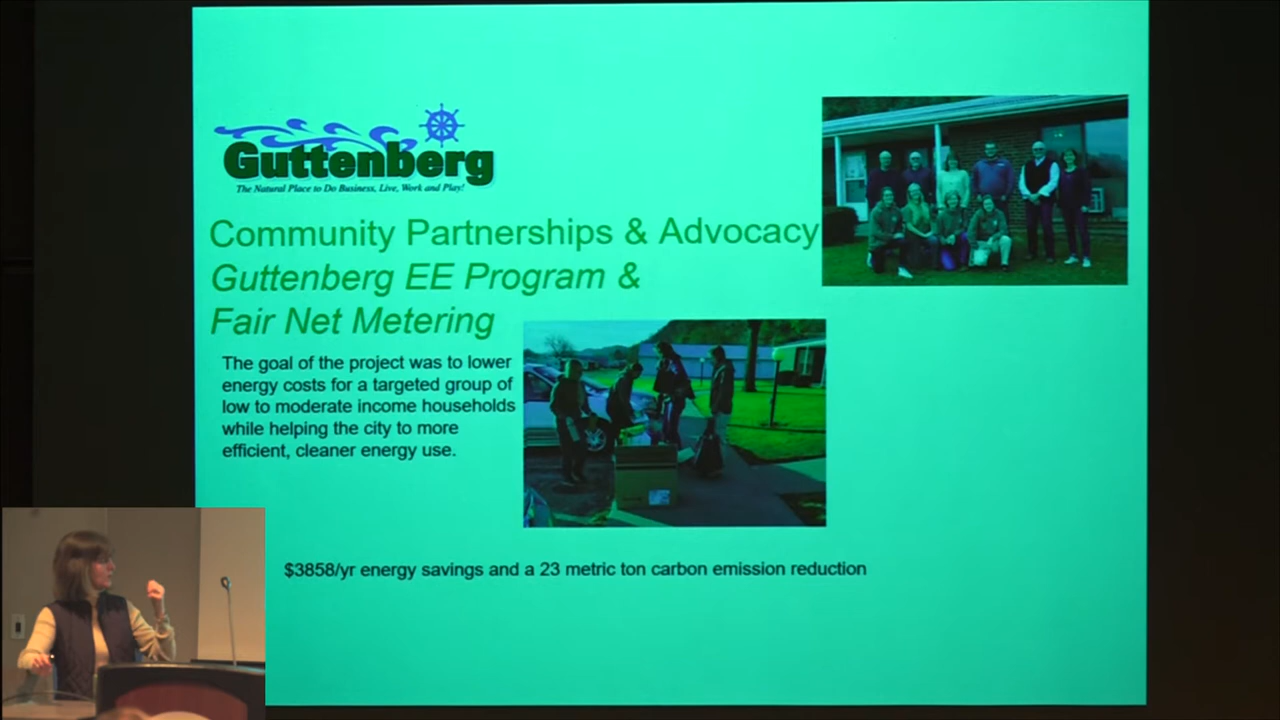 Guttenberg
The Natural Place to Do Business, Live, Work and Play!
Community Partnerships & Advocacy
Guttenberg EE Program &
Fair Net Metering
The goal of the project was to lower
energy costs for a targeted group of
low to moderate income households
while helping the city to more
efficient, cleaner energy use.
$3858/yr energy savings and a 23 metric ton carbon emission reduction